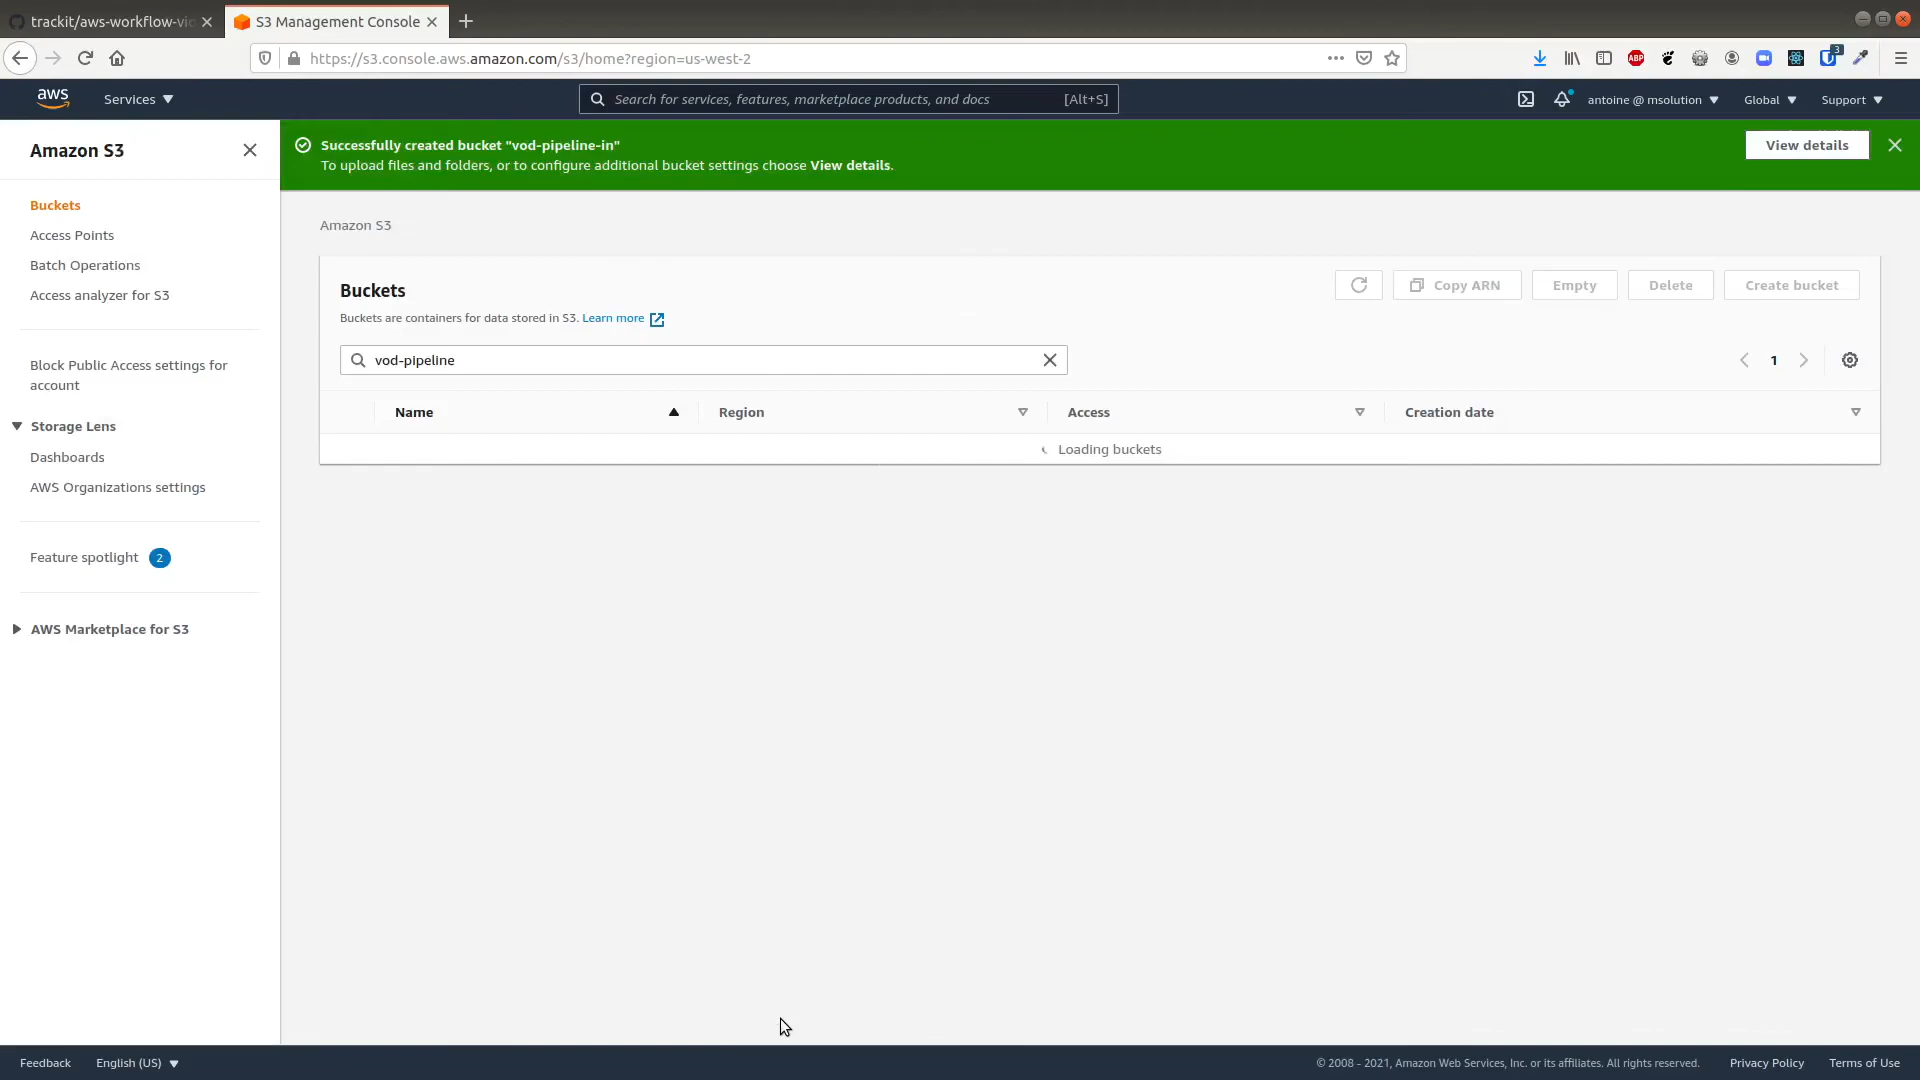 trackit/aws-workflow-vi
S3 Management Console
https://s3.console.aws.amazon.com/s3/home?region=us-west-2
ABP
3
aws
Services
Search for services, features, marketplace products, and docs
[Alt+S]
antoine @ msolution
Global
Support
Amazon S3
Successfully created bucket "vod-pipeline-in"
To upload files and folders, or to configure additional bucket settings choose View details.
View details
Buckets
Access Points
Batch Operations
Access analyzer for S3
Block Public Access settings for
account
Storage Lens
Dashboards
AWS Organizations settings
Feature spotlight 2
AWS Marketplace for S3
Amazon S3
Buckets
Copy ARN
Empty
Delete
Create bucket
Buckets are containers for data stored in S3. Learn more
vod-pipeline
1
Name
Region
Access
Creation date
Loading buckets
Feedback
English (US)
© 2008 - 2021, Amazon Web Services, Inc. or its affiliates. All rights reserved.
Privacy Policy
Terms of Use